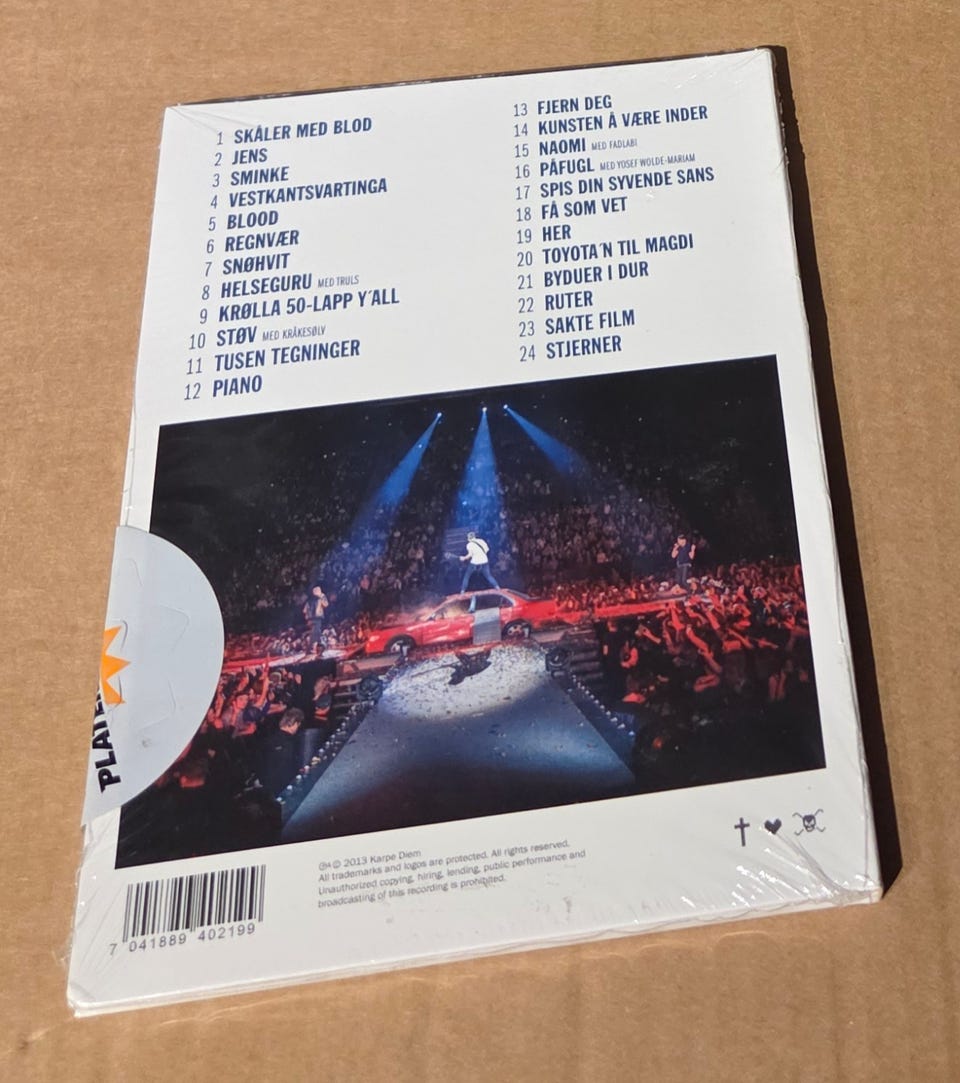 1 SKÅLER MED BLOD
2 JENS
3 SMINKE
4 VESTKANTSVARTINGA
5 BLOOD
6 REGNVÆR
7 SNØHVIT
8 HELSEGURU MED TRULS
9 KRØLLA 50-LAPP Y´ALL
10 STØV MED KRÅKESØLV
11 TUSEN TEGNINGER
12 PIANO
13 FJERN DEG
14 KUNSTEN Å VÆRE INDER
15 NAOMI MED FADLABI
16 PÅFUGL MED YOSEF WOLDE-MARIAM
17 SPIS DIN SYVENDE SANS
18 FÅ SOM VET
19 HER
20 TOYOTA´N TIL MAGDI
21 BYDUER I DUR
22 RUTER
23 SAKTE FILM
24 STJERNER
PLATE
℗© 2013 Karpe Diem
All trademarks and logos are protected. All rights reserved.
Unauthorized copying, hiring, lending, public performance and
broadcasting of this recording is prohibited.
7 041889 402199